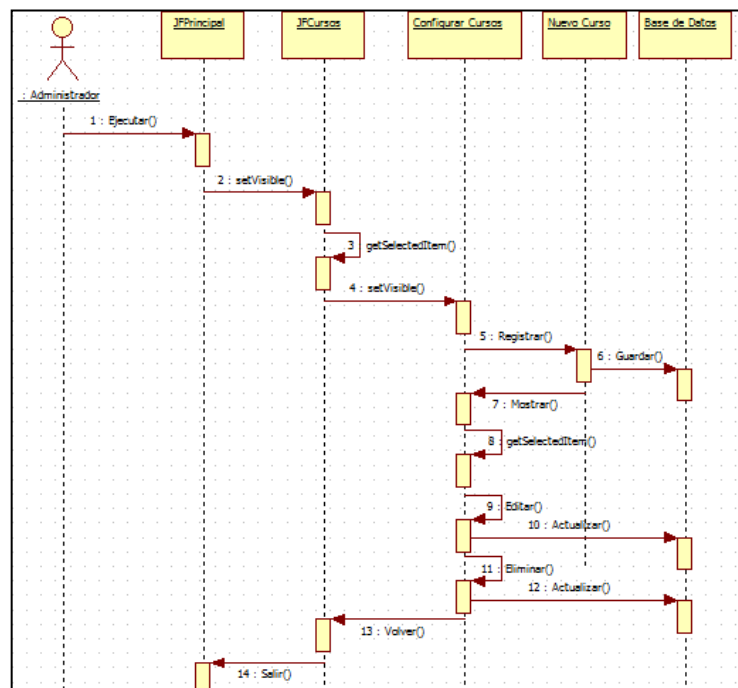 JFPrincipal
JFCursos
Configurar Cursos
Nuevo Curso
Base de Datos
: Administrador
1 : Ejecutar()
2 : setVisible()
3 getSelectedItem()
4 : setVisible()
5 : Registrar()
6 : Guardar()
7 : Mostrar()
8 : getSelectedItem()
9 : Editar()
10 : Actualizar()
11 : Eliminar()
12 : Actualizar()
13 : Volver()
14 : Salir()